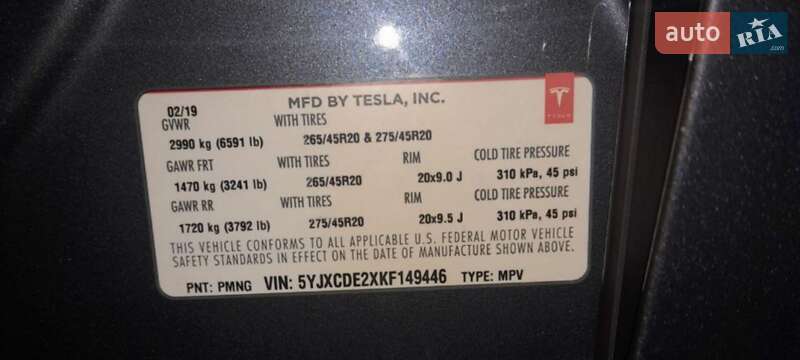 auto RIA.com
MFD BY TESLA, INC.
TESLA
02/19
GVWR WITH TIRES
2990 kg (6591 lb) 265/45R20 & 275/45R20
GAWR FRT WITH TIRES RIM COLD TIRE PRESSURE
1470 kg (3241 lb) 265/45R20 20x9.0 J 310 kPa, 45 psi
GAWR RR WITH TIRES RIM COLD TIRE PRESSURE
1720 kg (3792 lb) 275/45R20 20x9.5 J 310 kPa, 45 psi
THIS VEHICLE CONFORMS TO ALL APPLICABLE U.S. FEDERAL MOTOR VEHICLE
SAFETY STANDARDS IN EFFECT ON THE DATE OF MANUFACTURE SHOWN ABOVE.
PNT: PMNG VIN: 5YJXCDE2XKF149446 TYPE: MPV